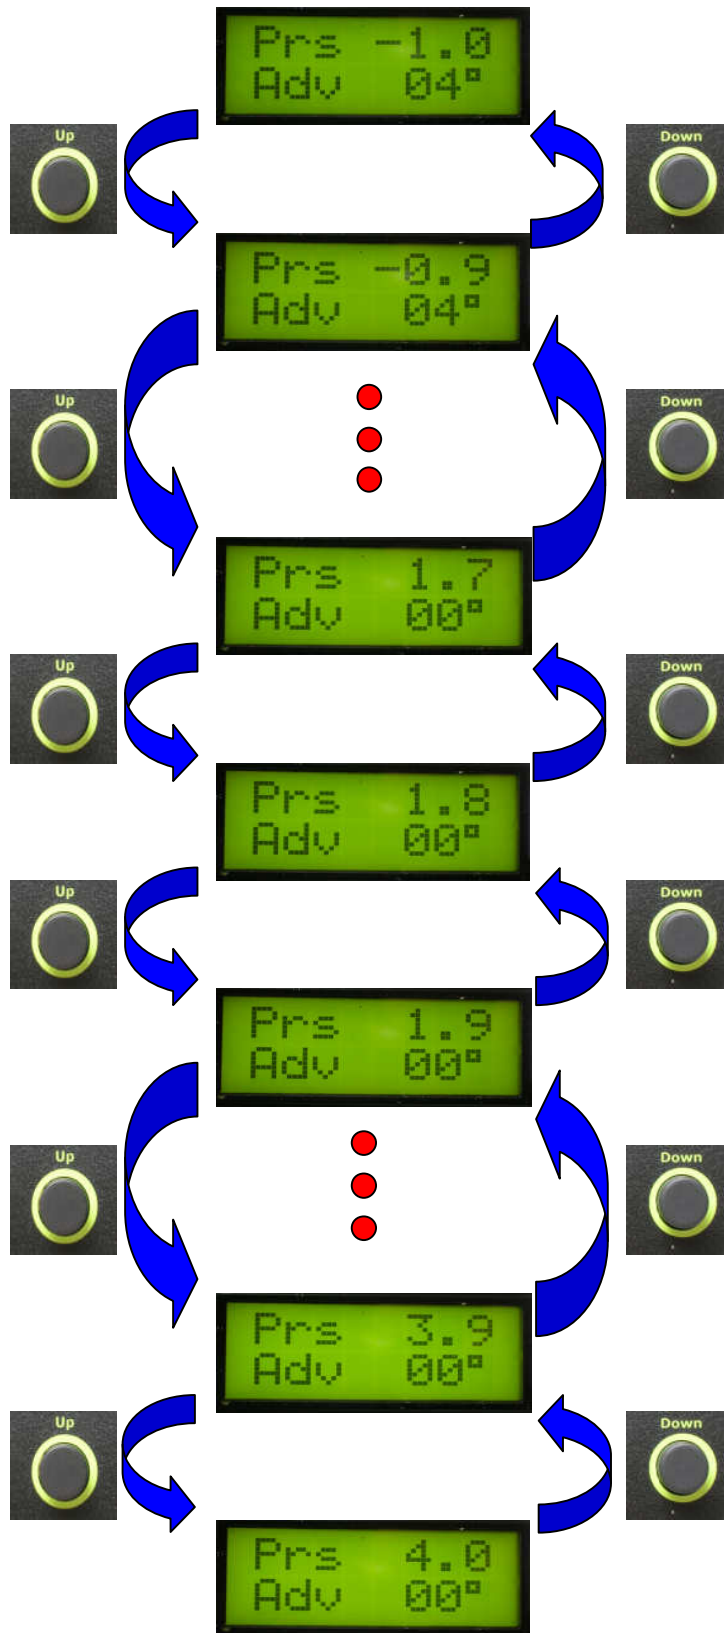 Prs -1.0
Adv 04°
Up
Down
Prs -0.9
Adv 04°
Up
Down
Prs 1.7
Adv 00°
Up
Down
Prs 1.8
Adv 00°
Up
Down
Prs 1.9
Adv 00°
Up
Down
Prs 3.9
Adv 00°
Up
Down
Prs 4.0
Adv 00°